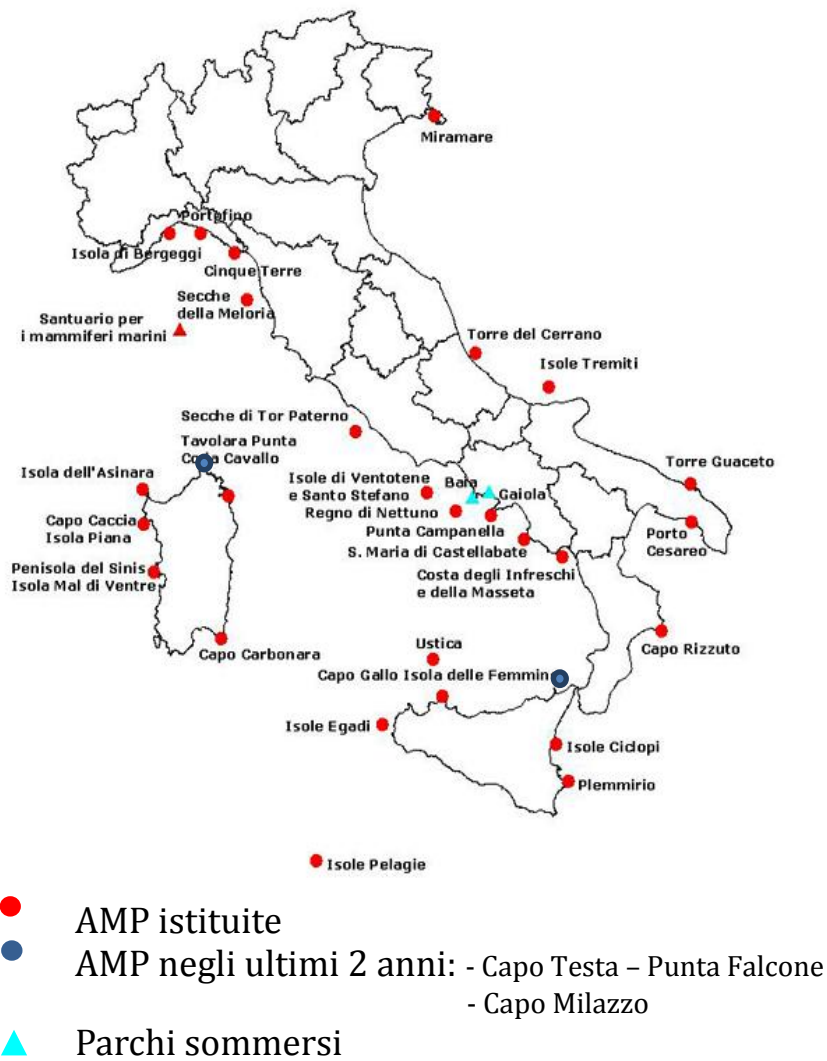 Miramare
Portofino
Isola di Bergeggi
Cinque Terre
Secche
della Meloria
Santuario per
i mammiferi marini
Torre del Cerrano
Isole Tremiti
Secche di Tor Paterno
Tavolara Punta
Coda Cavallo
Isola dell'Asinara
Isole di Ventotene
e Santo Stefano
Baia
Gaiola
Torre Guaceto
Regno di Nettuno
Capo Caccia
Isola Piana
Punta Campanella
Porto
Cesareo
S. Maria di Castellabate
Penisola del Sinis
Isola Mal di Ventre
Costa degli Infreschi
e della Masseta
Capo Carbonara
Ustica
Capo Rizzuto
Capo Gallo Isola delle Femmin
Isole Egadi
Isole Ciclopi
Plemmirio
Isole Pelagie
AMP istituite
AMP negli ultimi 2 anni: - Capo Testa – Punta Falcone
- Capo Milazzo
Parchi sommersi